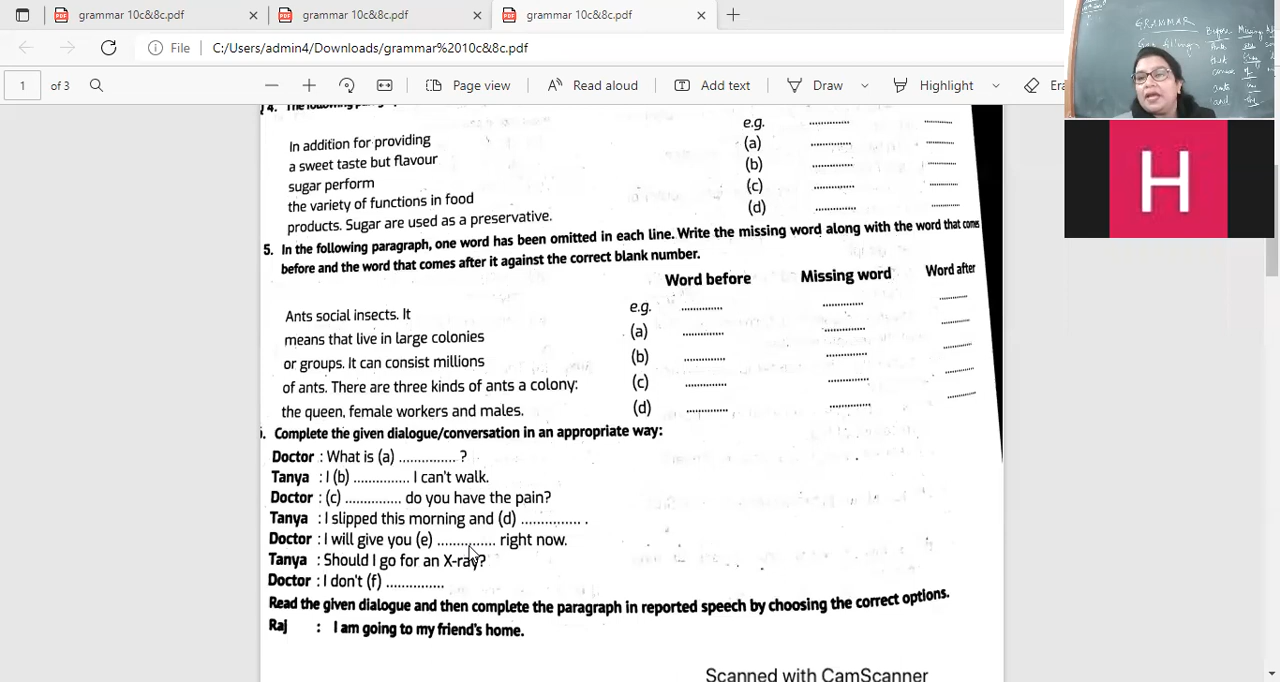 grammar 10c&8c.pdf
grammar 10c&8c.pdf
grammar 10c&8c.pdf
File C:/Users/admin4/Downloads/grammar%2010c&8c.pdf
1 of 3 Page view Read aloud Add text Draw Highlight
4. The following
e.g. .............. ...........
In addition for providing (a) .............. ...........
a sweet taste but flavour (b) .............. ...........
sugar perform (c) .............. ...........
the variety of functions in food (d) .............. ...........
products. Sugar are used as a preservative.
5. In the following paragraph, one word has been omitted in each line. Write the missing word along with the word that comes
before and the word that comes after it against the correct blank number.
Word before Missing word Word after
Ants social insects. It e.g. .............. .............. ...........
means that live in large colonies (a) .............. .............. ...........
or groups. It can consist millions (b) .............. .............. ...........
of ants. There are three kinds of ants a colony: (c) .............. .............. ...........
the queen, female workers and males. (d) .............. .............. ...........
Complete the given dialogue/conversation in an appropriate way:
Doctor : What is (a) ............... ?
Tanya : I (b) .............. I can't walk.
Doctor : (c) .............. do you have the pain?
Tanya : I slipped this morning and (d) ............... .
Doctor : I will give you (e) ............... right now.
Tanya : Should I go for an X-ray?
Doctor : I don't (f) ...............
Read the given dialogue and then complete the paragraph in reported speech by choosing the correct options.
Raj : I am going to my friend's home.
Scanned with CamScanner
GRAMMAR
Before Missing
that
and
H